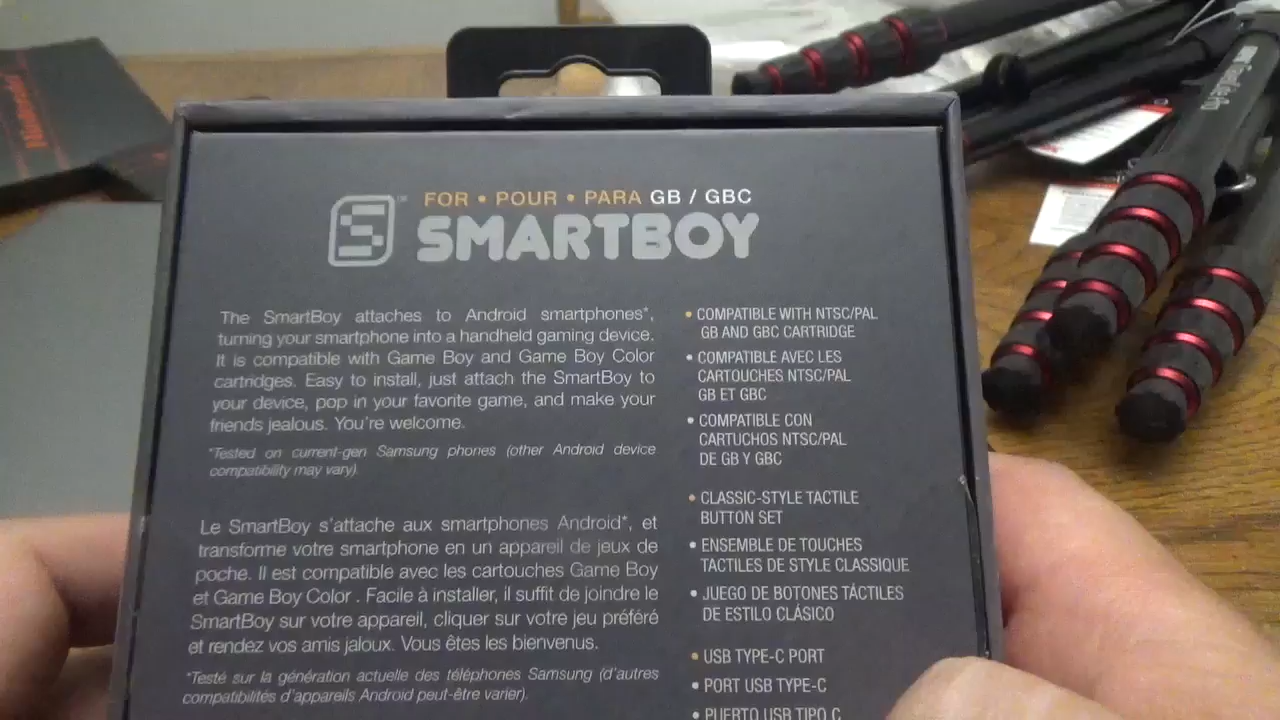 FOR • POUR • PARA GB / GBC
SMARTBOY
The SmartBoy attaches to Android smartphones*,
turning your smartphone into a handheld gaming device.
It is compatible with Game Boy and Game Boy Color
cartridges. Easy to install, just attach the SmartBoy to
your device, pop in your favorite game, and make your
friends jealous. You're welcome.
*Tested on current-gen Samsung phones (other Android device
compatibility may vary).
Le SmartBoy s'attache aux smartphones Android*, et
transforme votre smartphone en un appareil de jeux de
poche. Il est compatible avec les cartouches Game Boy
et Game Boy Color . Facile à installer, il suffit de joindre le
SmartBoy sur votre appareil, cliquer sur votre jeu préféré
et rendez vos amis jaloux. Vous êtes les bienvenus.
*Testé sur la génération actuelle des téléphones Samsung (d'autres
compatibilités d'appareils Android peut-être varier).
• COMPATIBLE WITH NTSC/PAL
GB AND GBC CARTRIDGE
• COMPATIBLE AVEC LES
CARTOUCHES NTSC/PAL
GB ET GBC
• COMPATIBLE CON
CARTUCHOS NTSC/PAL
DE GB Y GBC
• CLASSIC-STYLE TACTILE
BUTTON SET
• ENSEMBLE DE TOUCHES
TACTILES DE STYLE CLASSIQUE
• JUEGO DE BOTONES TÁCTILES
DE ESTILO CLÁSICO
• USB TYPE-C PORT
• PORT USB TYPE-C
• PUERTO USB TIPO C